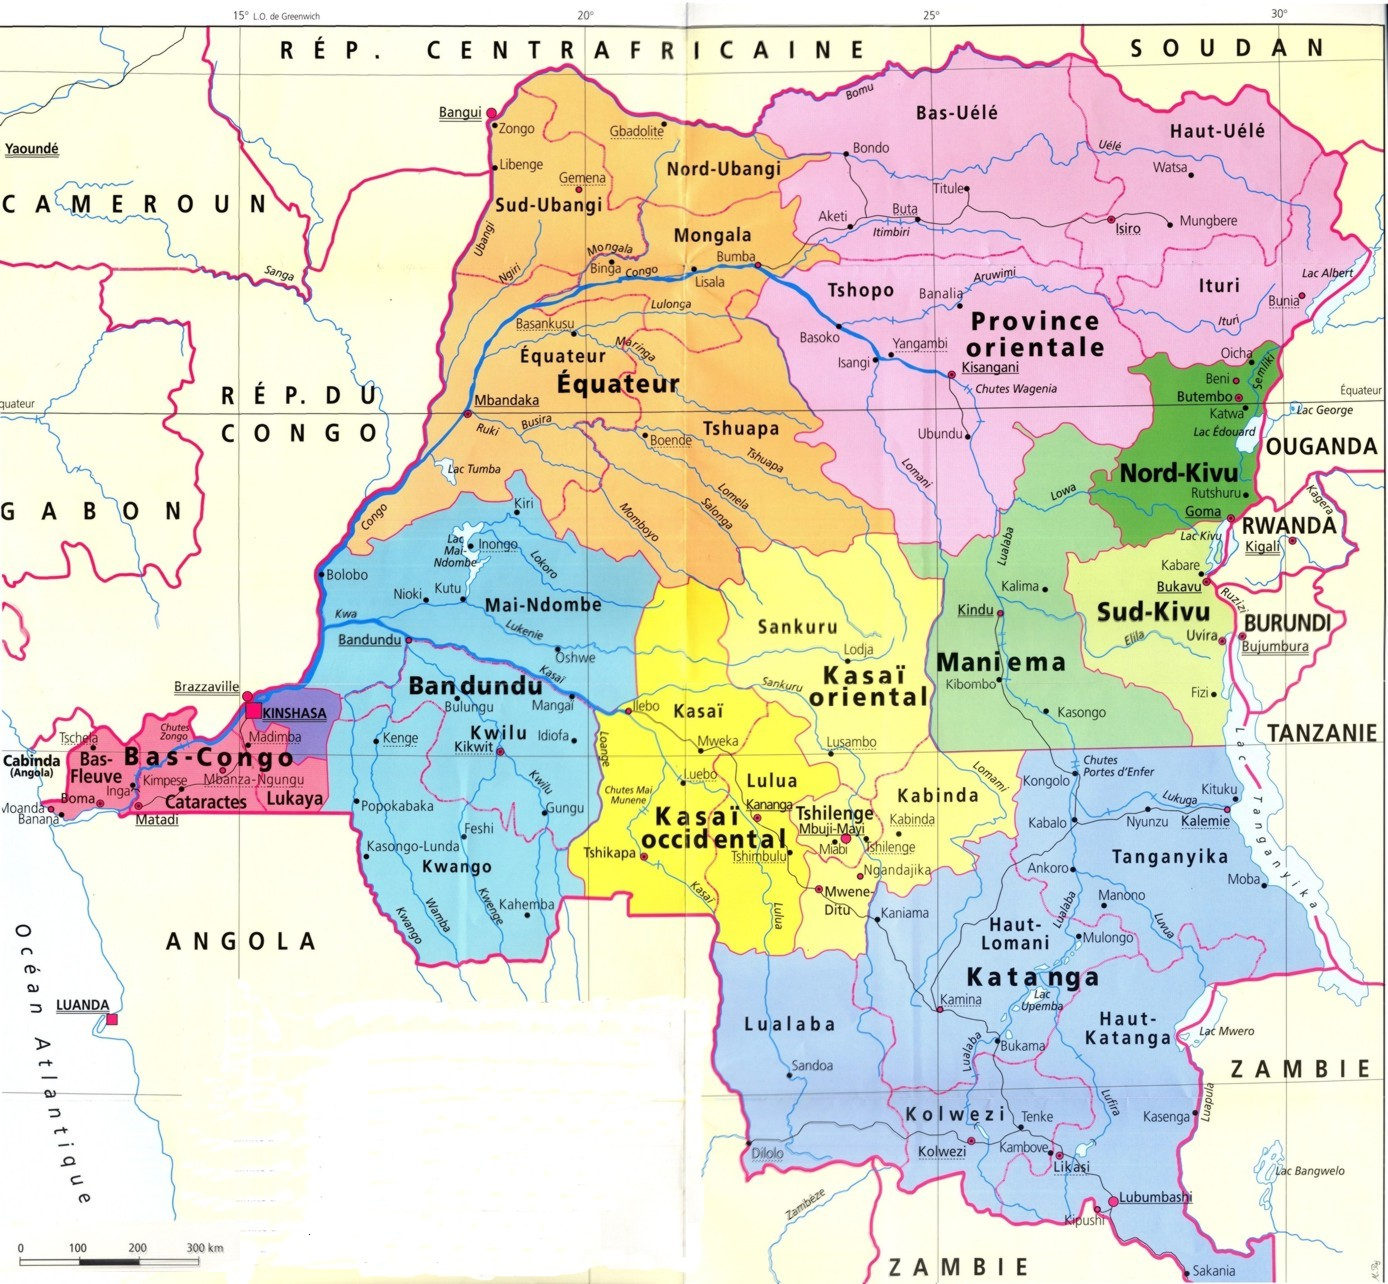 15° L.O. de Greenwich
20°
25°
30°
RÉP. CENTRAFRICAINE
SOUDAN
Bomu
Bas-Uélé
Haut-Uélé
Bangui
Zongo
Gbadolite
Yaoundé
Bondo
Uélé
Libenge
Nord-Ubangi
Watsa
Gemena
Titule
CAMEROUN
Sud-Ubangi
Buta
Aketi
Itimbiri
Isiro
Mungbere
Ubangi
Mongala
Mongala
Bumba
Sanga
Ngiri
Binga
Congo
Lisala
Aruwimi
Lac Albert
Tshopo
Banalia
Ituri
Bunia
Lulonga
Basankusu
Province
orientale
Ituri
Basoko
Maringa
Yangambi
Équateur
Isangi
Kisangani
Oicha
Semliki
Équateur
Chutes Wagenia
Beni
Équateur
RÉP. DU
CONGO
Mbandaka
Butembo
Katwa
Lac George
quateur
Ruki
Busira
Tshuapa
Boende
Ubundu
Lac Édouard
OUGANDA
Lac Tumba
Tshuapa
Lomani
Nord-Kivu
GABON
Congo
Kiri
Lomela
Salonga
Momboyo
Lowa
Rutshuru
Goma
Kagera
RWANDA
Kigali
Lac
Mai-
Ndombe
Inongo
Lokoro
Lualaba
Lac Kivu
Bolobo
Kabare
Bukavu
Nioki
Kutu
Mai-Ndombe
Kalima
Kindu
Sud-Kivu
Ruzizi
BURUNDI
Kwa
Lukenie
Sankuru
Elila
Uvira
Bujumbura
Bandundu
Oshwe
Lodja
Maniema
Kasai
Kasaï
oriental
Brazzaville
Bandundu
Sankuru
Kibombo
Fizi
Bulungu
Mangai
Ilebo
KINSHASA
Kasaï
Kasongo
Tschela
Chutes
Zongo
Madimba
Kenge
Kwilu
Kikwit
Idiofa
Loange
Mweka
Lusambo
TANZANIE
Cabinda
(Angola)
Bas-
Fleuve
Bas-Congo
Chutes
Portes d'Enfer
Lac Tanganyika
Inga
Kimpese
Mbanza-Ngungu
Kwilu
Luebo
Lulua
Lomami
Kongolo
Kituku
Moanda
Banana
Boma
Matadi
Cataractes
Lukaya
Popokabaka
Gungu
Chutes Mai
Munene
Kananga
Kabinda
Lukuga
Tshilenge
Mbuji-Mayi
Kabinda
Kabalo
Nyunzu
Kalemie
Feshi
Kasaï
occidental
Miabi
Tshilenge
Kasongo-Lunda
Tshikapa
Tshimbulu
Tanganyika
Kwango
Ngandajika
Ankoro
Moba
Kwango
Wamba
Kwenge
Kahemba
Kasai
Lulua
Mwene-
Ditu
Kaniama
Lualaba
Manono
Luvua
ANGOLA
Haut-
Lomani
Mulongo
Océan Atlantique
Katanga
LUANDA
Kamina
Lac
Upemba
Lualaba
Haut-
Katanga
Lac Mwero
Lualaba
Bukama
Sandoa
ZAMBIE
Lufira
Luapula
Kolwezi
Tenke
Kasenga
Dilolo
Kolwezi
Kambove
Likasi
Lac Bangwelo
Zambèze
Lubumbashi
Kipushi
ZAMBIE
Sakania
0 100 200 300 km